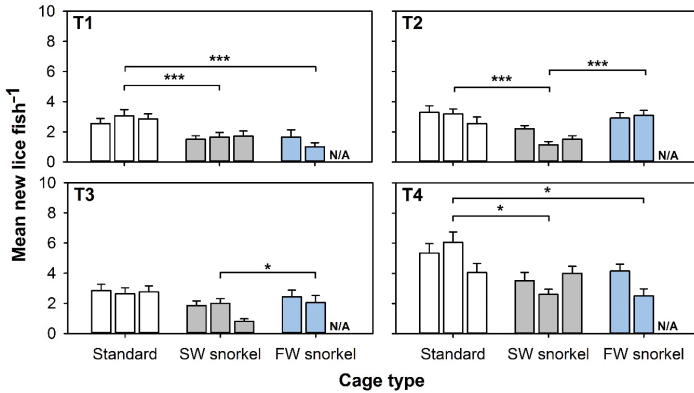 Mean new lice fish⁻¹
10
8
6
4
2
0
T1
***
***
N/A
T2
***
***
N/A
10
8
6
4
2
0
T3
*
N/A
T4
*
*
N/A
Standard SW snorkel FW snorkel Standard SW snorkel FW snorkel
Cage type